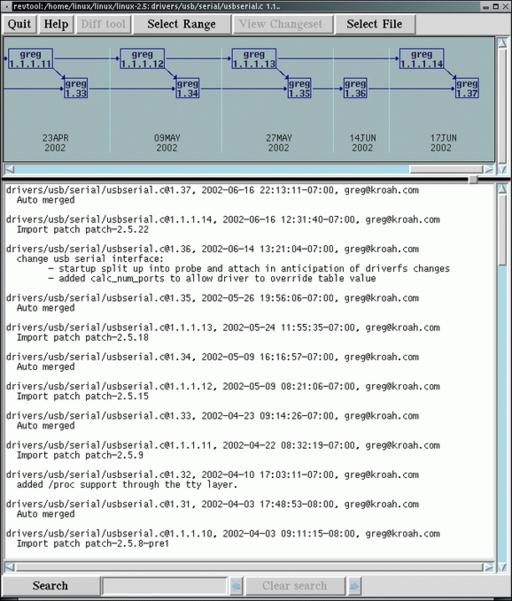 revtool: /home/linux/linux/linux-2.5: drivers/usb/serial/usbserial.c 1.1..
Quit Help Diff tool Select Range View Changeset Select File
greg greg greg greg
1.1.1.11 1.1.1.12 1.1.1.13 1.1.1.14
greg greg greg greg greg
1.33 1.34 1.35 1.36 1.37
23APR 09MAY 27MAY 14JUN 17JUN
2002 2002 2002 2002 2002
drivers/usb/serial/usbserial.c@1.37, 2002-06-16 22:13:11-07:00, greg@kroah.com
Auto merged
drivers/usb/serial/usbserial.c@1.1.1.14, 2002-06-16 12:31:40-07:00, greg@kroah.com
Import patch patch-2.5.22
drivers/usb/serial/usbserial.c@1.36, 2002-06-14 13:21:04-07:00, greg@kroah.com
change usb serial interface:
- startup split up into probe and attach in anticipation of driverfs changes
- added calc_num_ports to allow driver to override table value
drivers/usb/serial/usbserial.c@1.35, 2002-05-26 19:56:06-07:00, greg@kroah.com
Auto merged
drivers/usb/serial/usbserial.c@1.1.1.13, 2002-05-24 11:55:35-07:00, greg@kroah.com
Import patch patch-2.5.18
drivers/usb/serial/usbserial.c@1.34, 2002-05-09 16:16:57-07:00, greg@kroah.com
Auto merged
drivers/usb/serial/usbserial.c@1.1.1.12, 2002-05-09 08:21:06-07:00, greg@kroah.com
Import patch patch-2.5.15
drivers/usb/serial/usbserial.c@1.33, 2002-04-23 09:14:26-07:00, greg@kroah.com
Auto merged
drivers/usb/serial/usbserial.c@1.1.1.11, 2002-04-22 08:32:19-07:00, greg@kroah.com
Import patch patch-2.5.9
drivers/usb/serial/usbserial.c@1.32, 2002-04-10 17:03:11-07:00, greg@kroah.com
added /proc support through the tty layer.
drivers/usb/serial/usbserial.c@1.31, 2002-04-03 17:48:53-08:00, greg@kroah.com
Auto merged
drivers/usb/serial/usbserial.c@1.1.1.10, 2002-04-03 09:11:15-08:00, greg@kroah.com
Import patch patch-2.5.8-pre1
Search Clear search